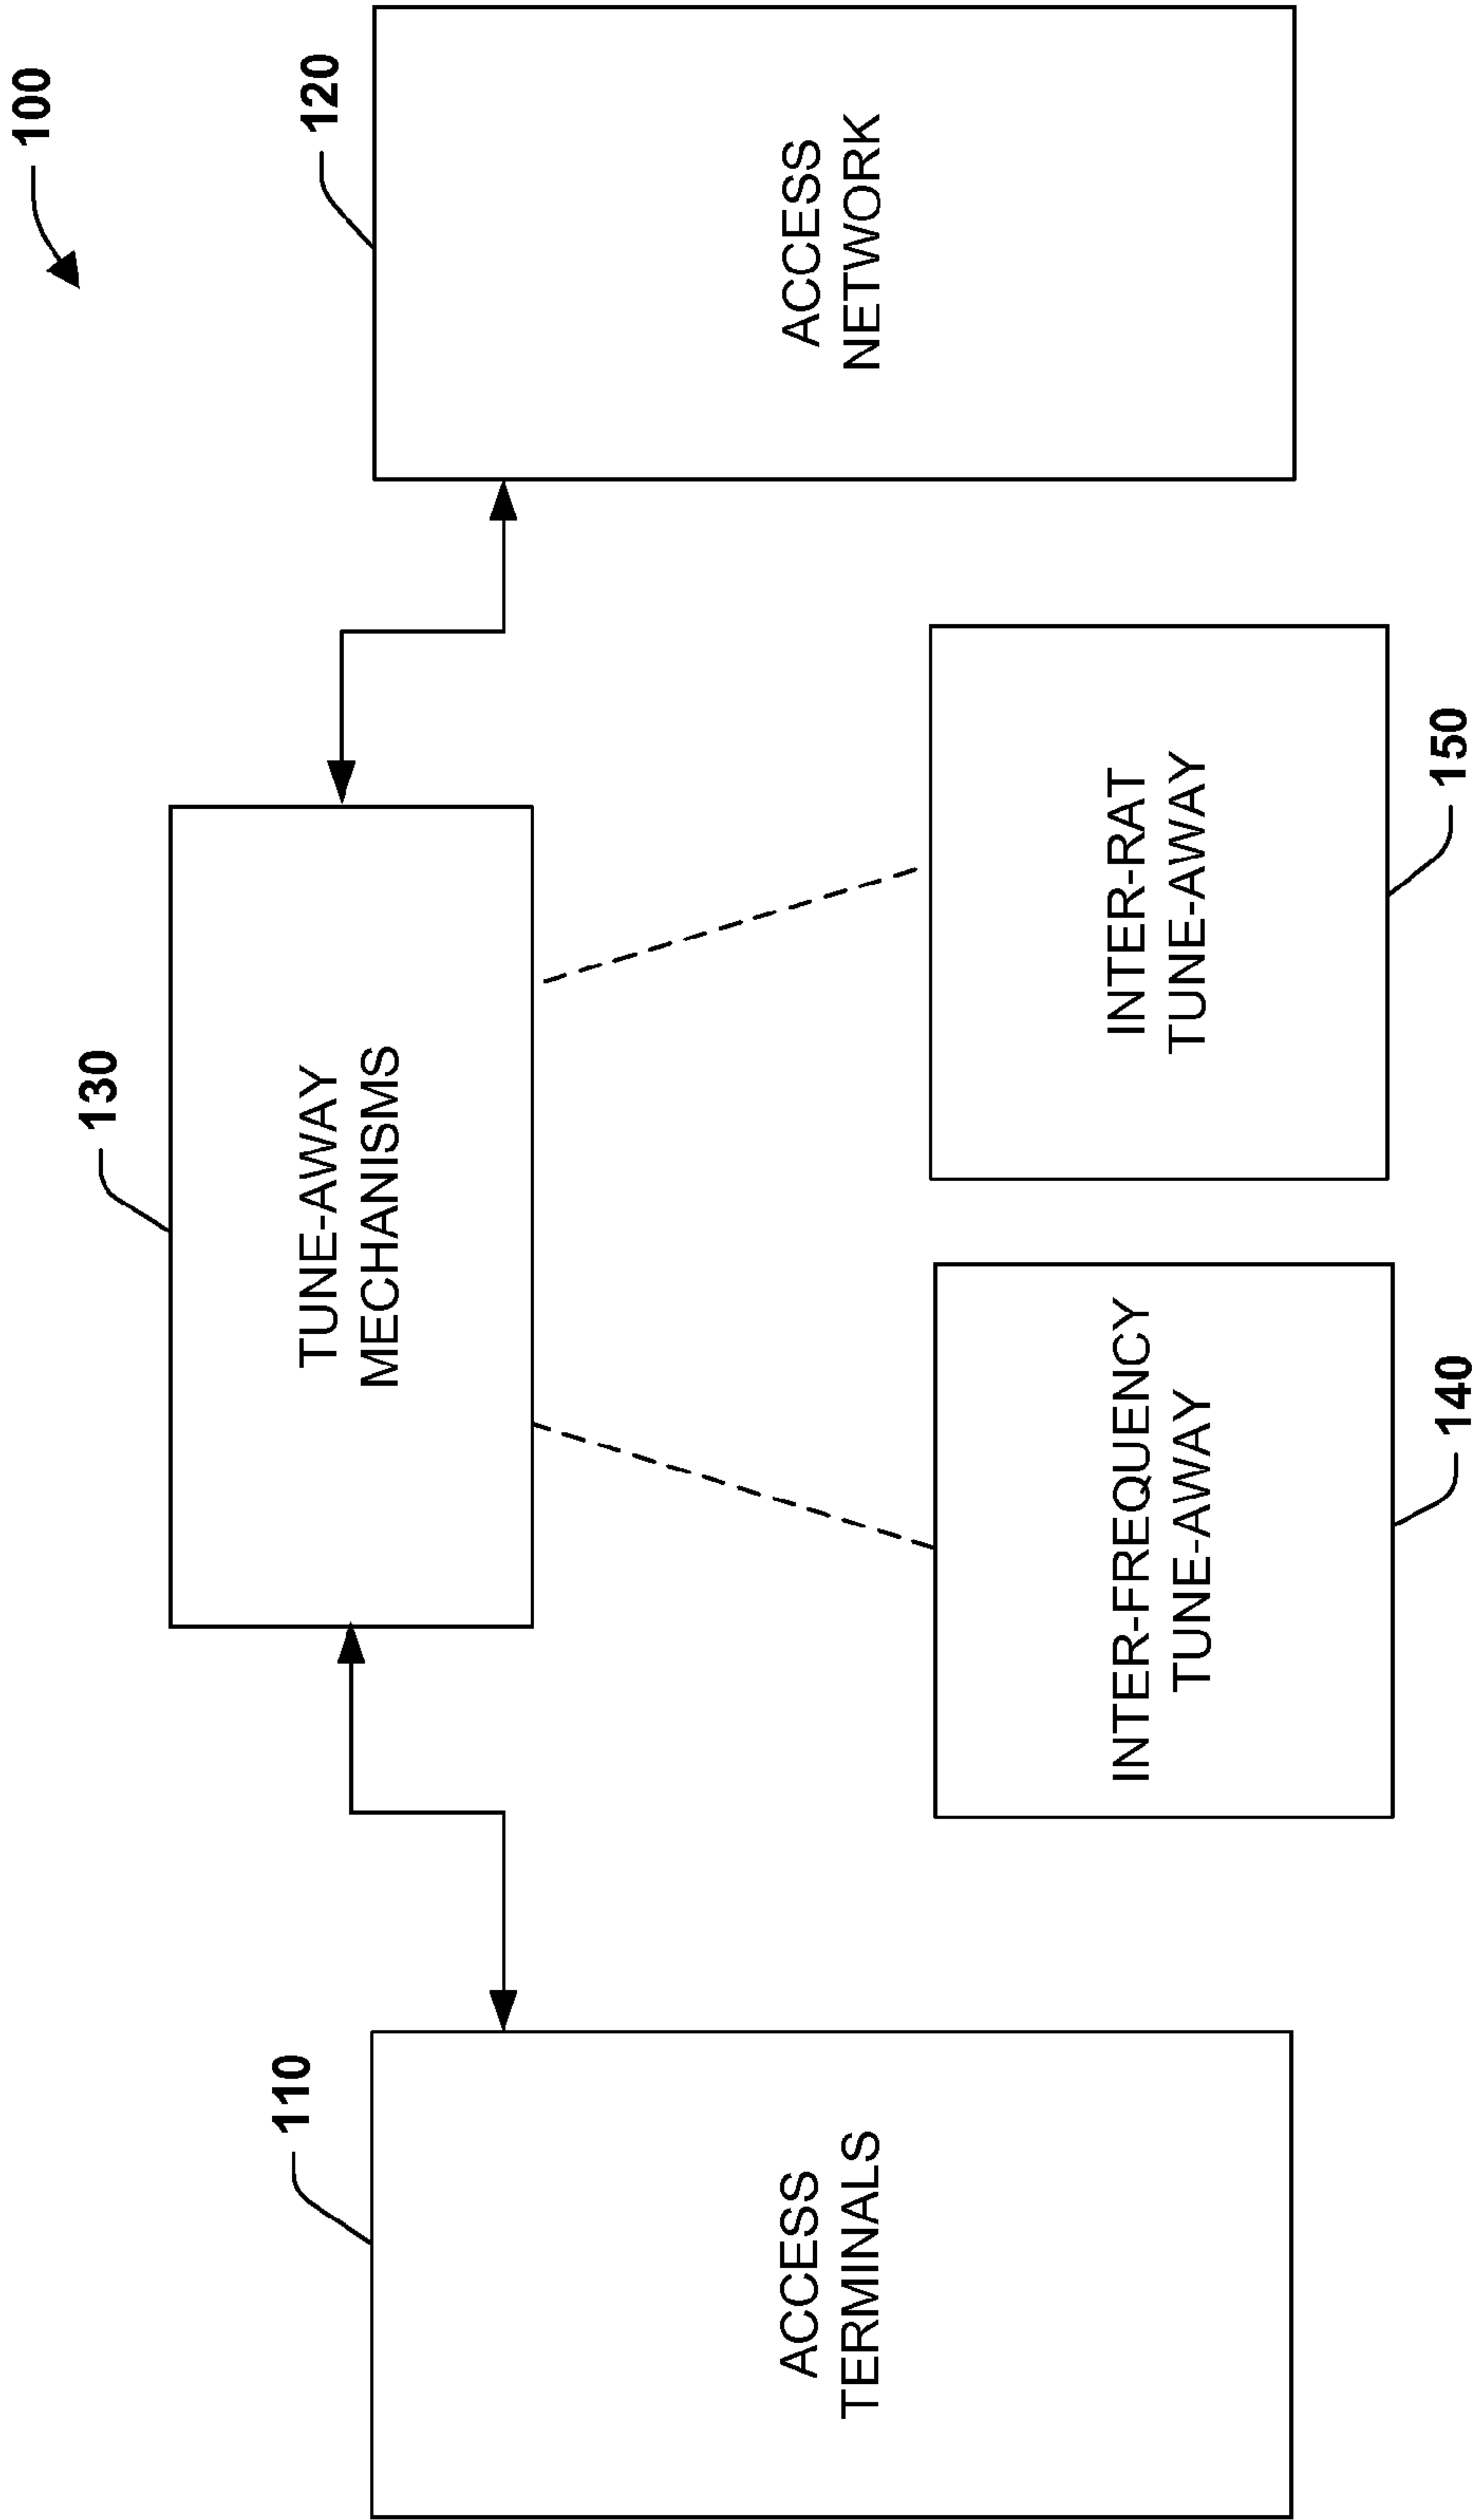 100
130
120
110
TUNE-AWAY
MECHANISMS
ACCESS
TERMINALS
ACCESS
NETWORK
INTER-FREQUENCY
TUNE-AWAY
INTER-RAT
TUNE-AWAY
140
150